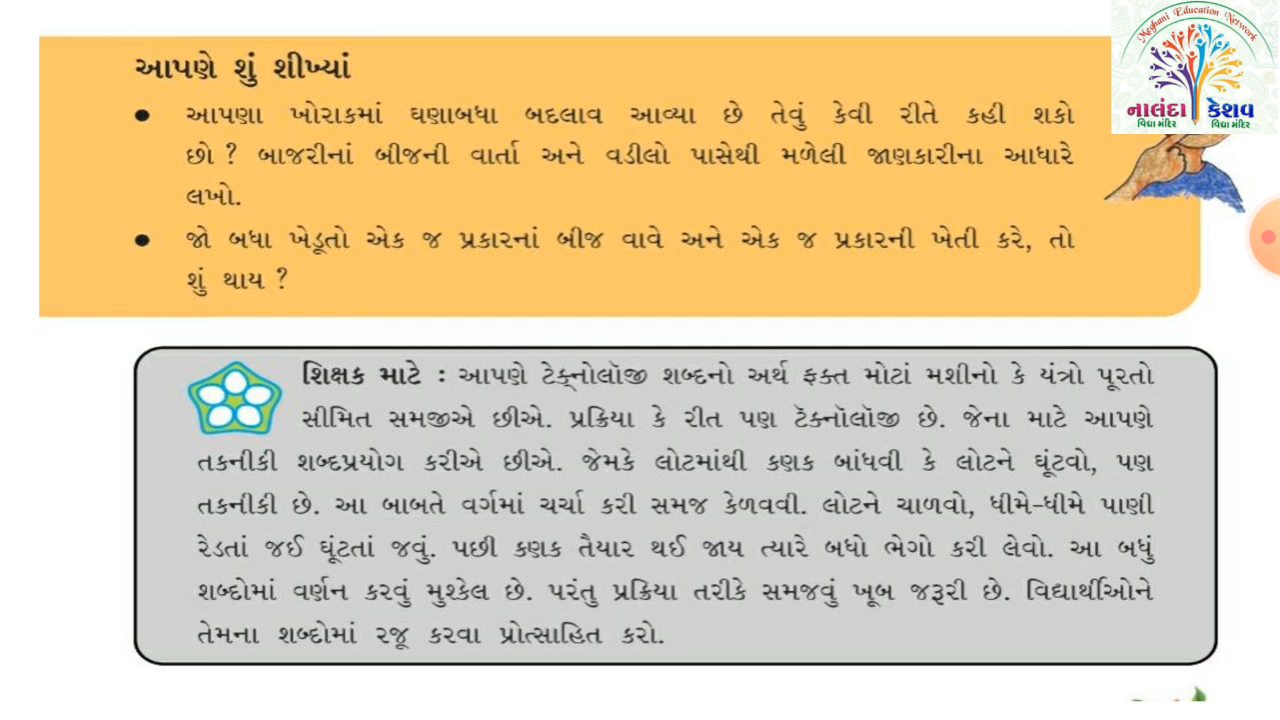 Meghani Education Network
નાલંદા કેશવ
વિદ્યા મંદિર વિદ્યા મંદિર
આપણે શું શીખ્યાં
● આપણા ખોરાકમાં ઘણાબધા બદલાવ આવ્યા છે તેવું કેવી રીતે કહી શકો
છો ? બાજરીનાં બીજની વાર્તા અને વડીલો પાસેથી મળેલી જાણકારીના આધારે
લખો.
● જો બધા ખેડૂતો એક જ પ્રકારનાં બીજ વાવે અને એક જ પ્રકારની ખેતી કરે, તો
શું થાય ?
શિક્ષક માટે : આપણે ટેક્નોલૉજી શબ્દનો અર્થ ફક્ત મોટાં મશીનો કે યંત્રો પૂરતો
સીમિત સમજીએ છીએ. પ્રક્રિયા કે રીત પણ ટૅક્નૉલૉજી છે. જેના માટે આપણે
તકનીકી શબ્દપ્રયોગ કરીએ છીએ. જેમકે લોટમાંથી કણક બાંધવી કે લોટને ઘૂંટવો, પણ
તકનીકી છે. આ બાબતે વર્ગમાં ચર્ચા કરી સમજ કેળવવી. લોટને ચાળવો, ધીમે-ધીમે પાણી
રેડતાં જઈ ઘૂંટતાં જવું. પછી કણક તૈયાર થઈ જાય ત્યારે બધો ભેગો કરી લેવો. આ બધું
શબ્દોમાં વર્ણન કરવું મુશ્કેલ છે. પરંતુ પ્રક્રિયા તરીકે સમજવું ખૂબ જરૂરી છે. વિદ્યાર્થીઓને
તેમના શબ્દોમાં રજૂ કરવા પ્રોત્સાહિત કરો.